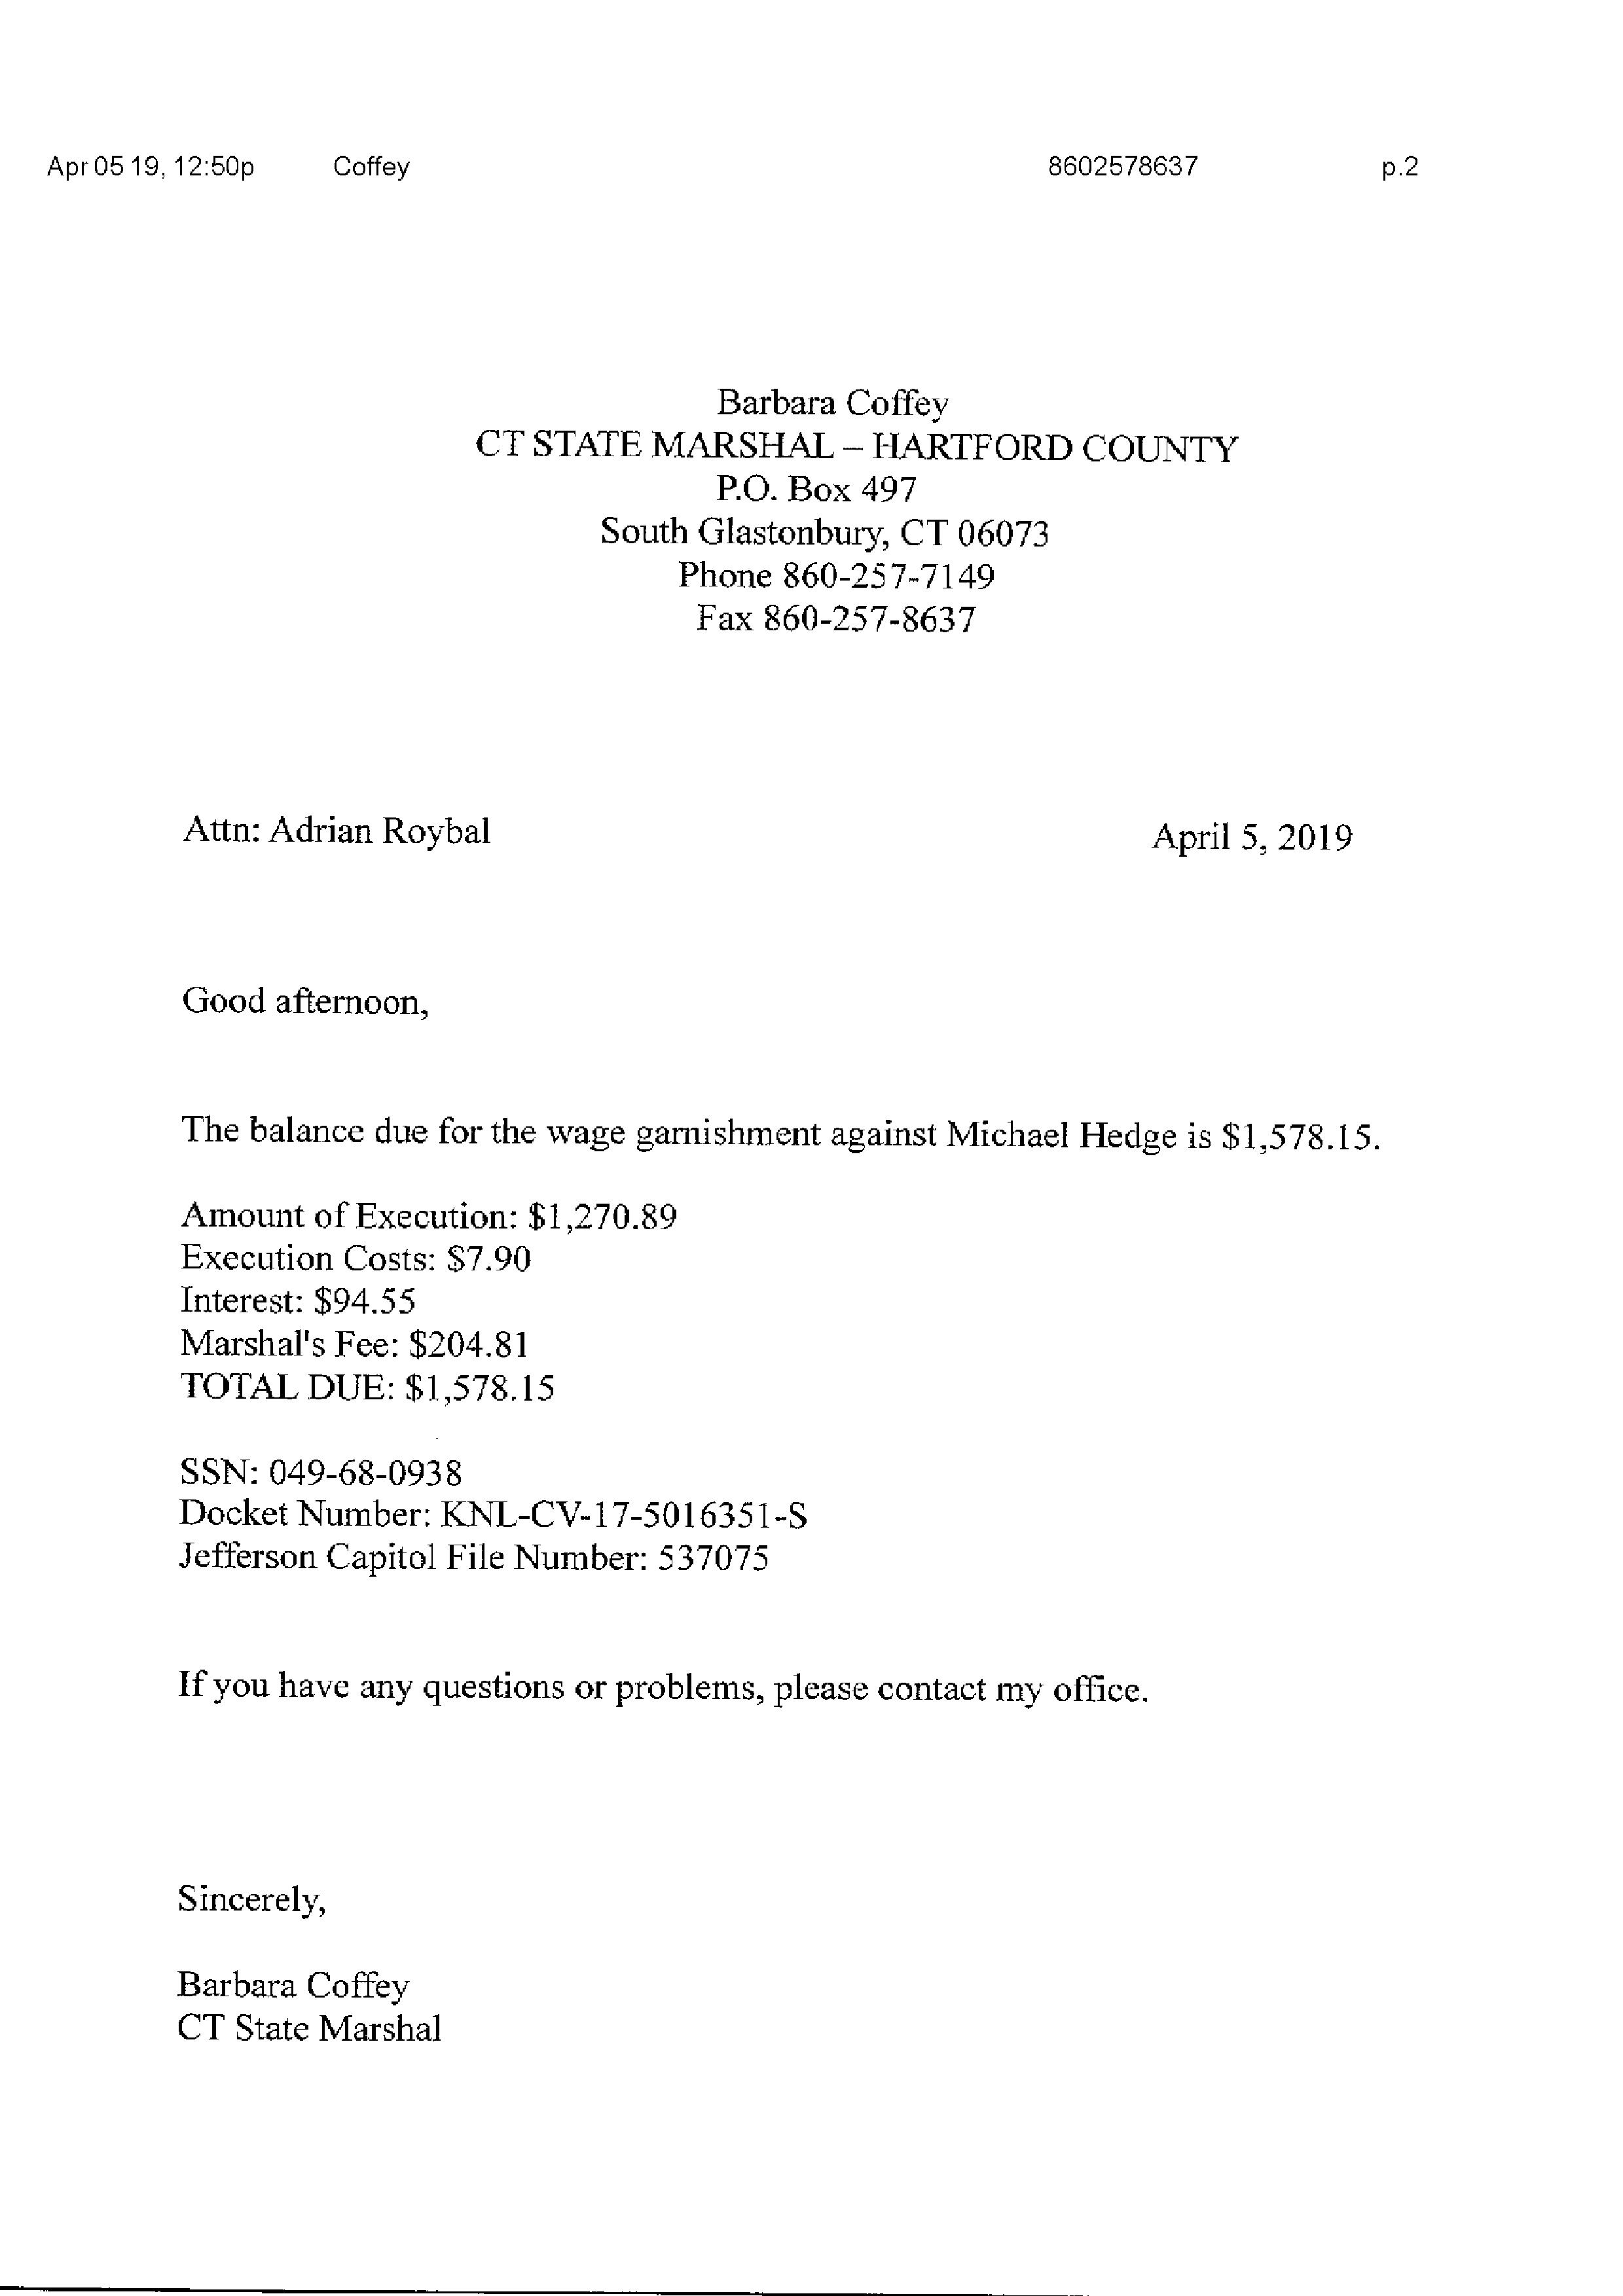 Apr 05 19, 12:50p Coffey 8602578637 p.2
Barbara Coffey
CT STATE MARSHAL – HARTFORD COUNTY
P.O. Box 497
South Glastonbury, CT 06073
Phone 860-257-7149
Fax 860-257-8637
Attn: Adrian Roybal April 5, 2019
Good afternoon,
The balance due for the wage garnishment against Michael Hedge is $1,578.15.
Amount of Execution: $1,270.89
Execution Costs: $7.90
Interest: $94.55
Marshal's Fee: $204.81
TOTAL DUE: $1,578.15
SSN: 049-68-0938
Docket Number: KNL-CV-17-5016351-S
Jefferson Capitol File Number: 537075
If you have any questions or problems, please contact my office.
Sincerely,
Barbara Coffey
CT State Marshal